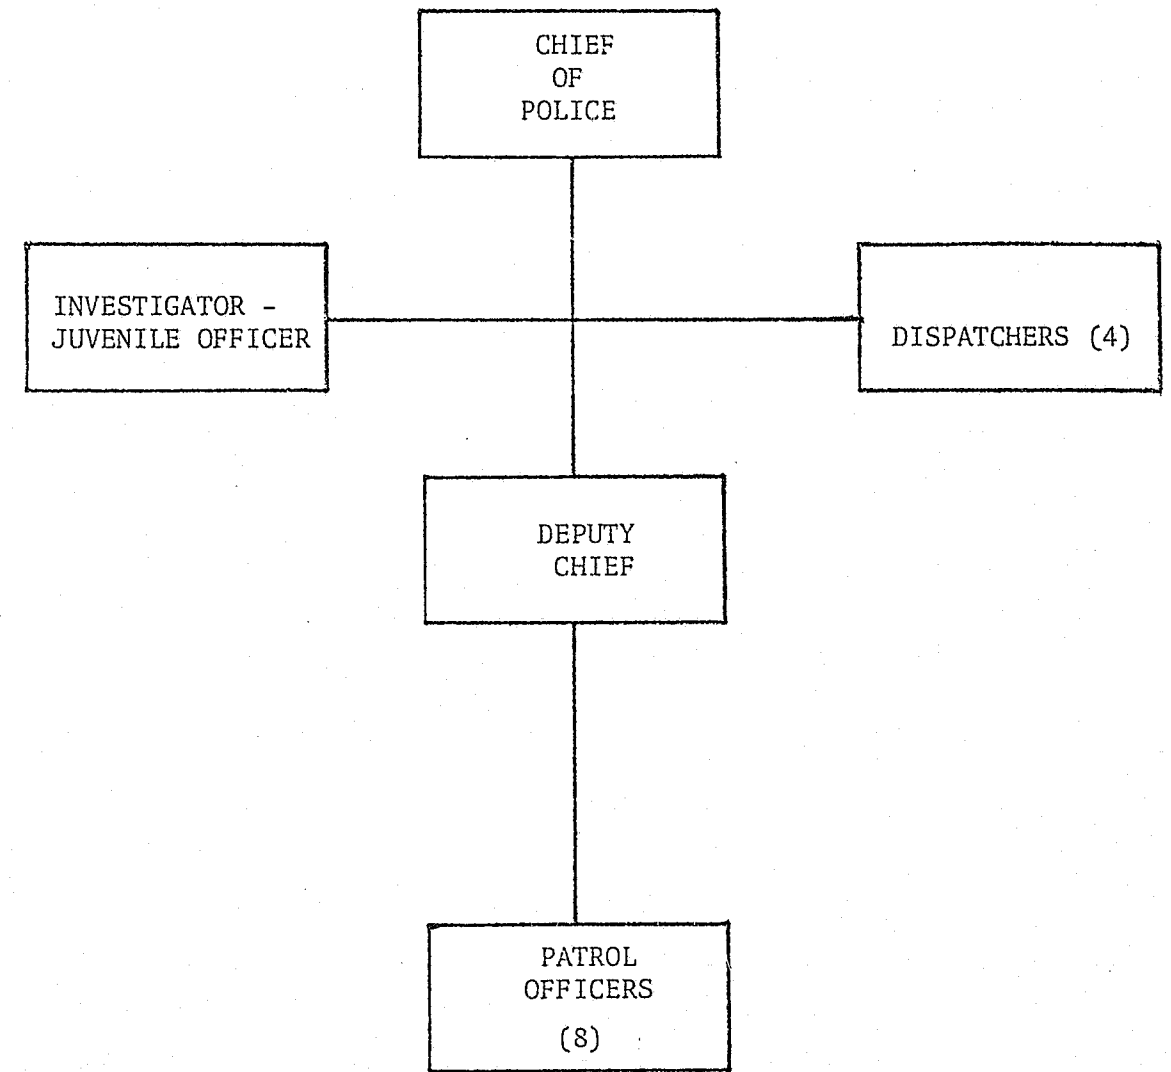 CHIEF
OF
POLICE
INVESTIGATOR -
JUVENILE OFFICER
DISPATCHERS (4)
DEPUTY
CHIEF
PATROL
OFFICERS
(8)